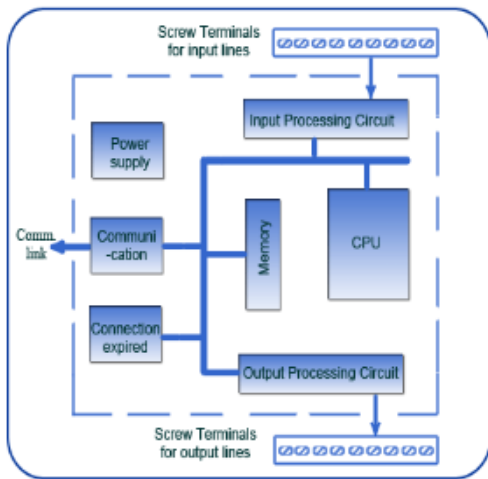 Screw Terminals
for input lines
Input Processing Circuit
Power
supply
Comm.
link
Communi
-cation
Memory
CPU
Connection
expired
Output Processing Circuit
Screw Terminals
for output lines